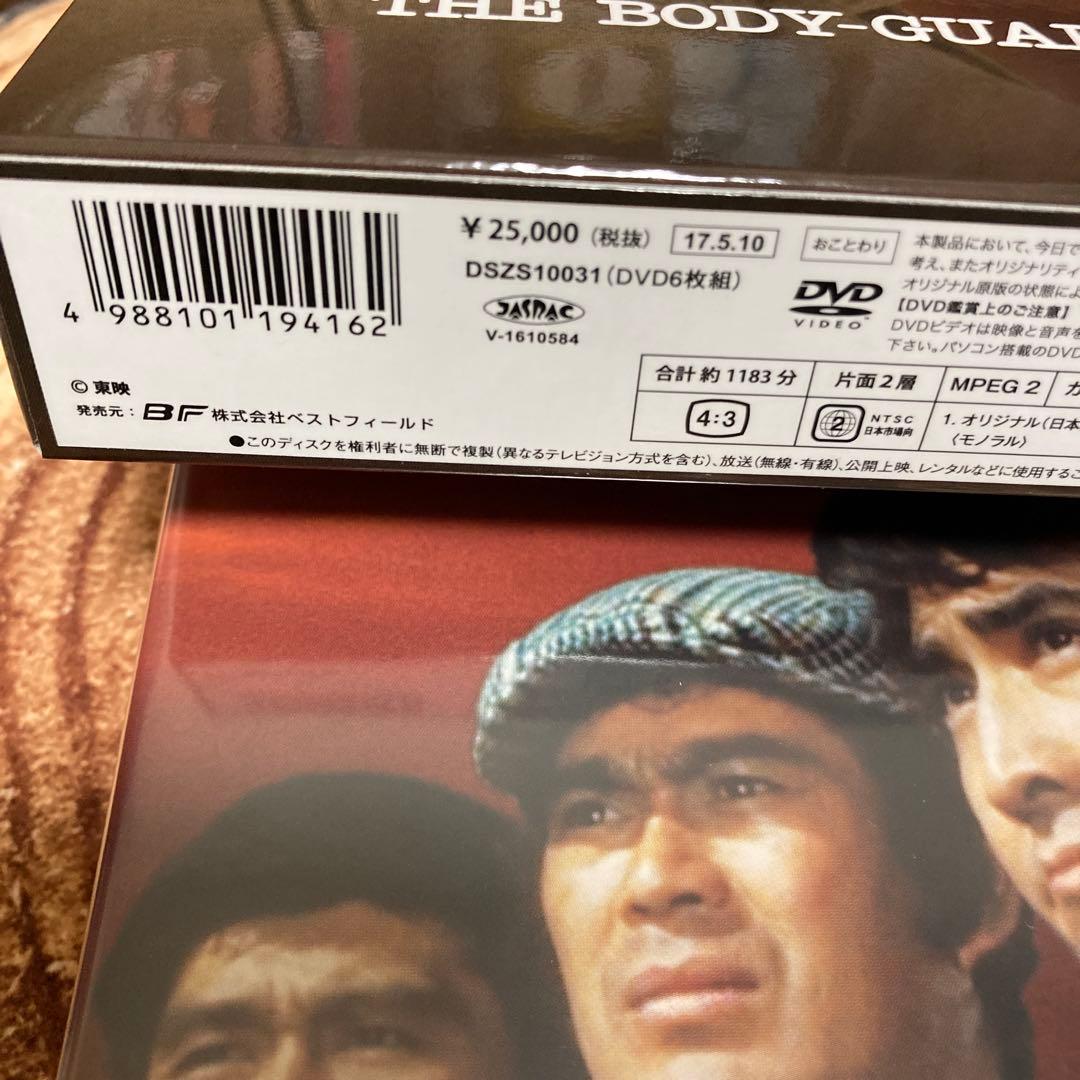 THE BODY-GUA
¥25,000（税抜） 17.5.10 おことわり
DSZS10031（DVD6枚組）
JASRAC
V-1610584
4 988101 194162
DVD
VIDEO
本製品において、今日で
考え、またオリジナリティ
オリジナル原版の状態によ
【DVD鑑賞上のご注意】
DVDビデオは映像と音声を
下さい。パソコン搭載のDVD
© 東映
発売元： BF 株式会社ベストフィールド
合計 約 1183 分 片面2層 MPEG 2 カ
4:3 2 NTSC 日本市場向 1. オリジナル（日本
〈モノラル〉
●このディスクを権利者に無断で複製（異なるテレビジョン方式を含む）、放送（無線・有線）、公開上映、レンタルなどに使用するこ